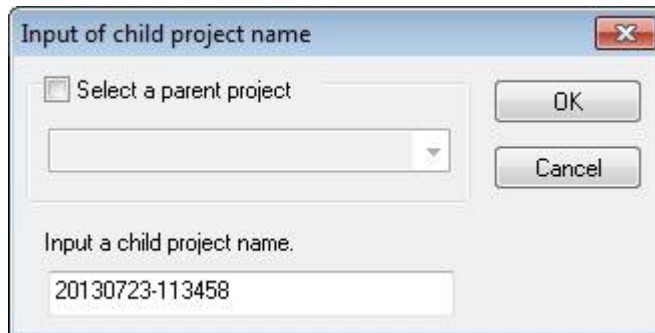 Input of child project name
Select a parent project
OK
Cancel
Input a child project name.
20130723-113458